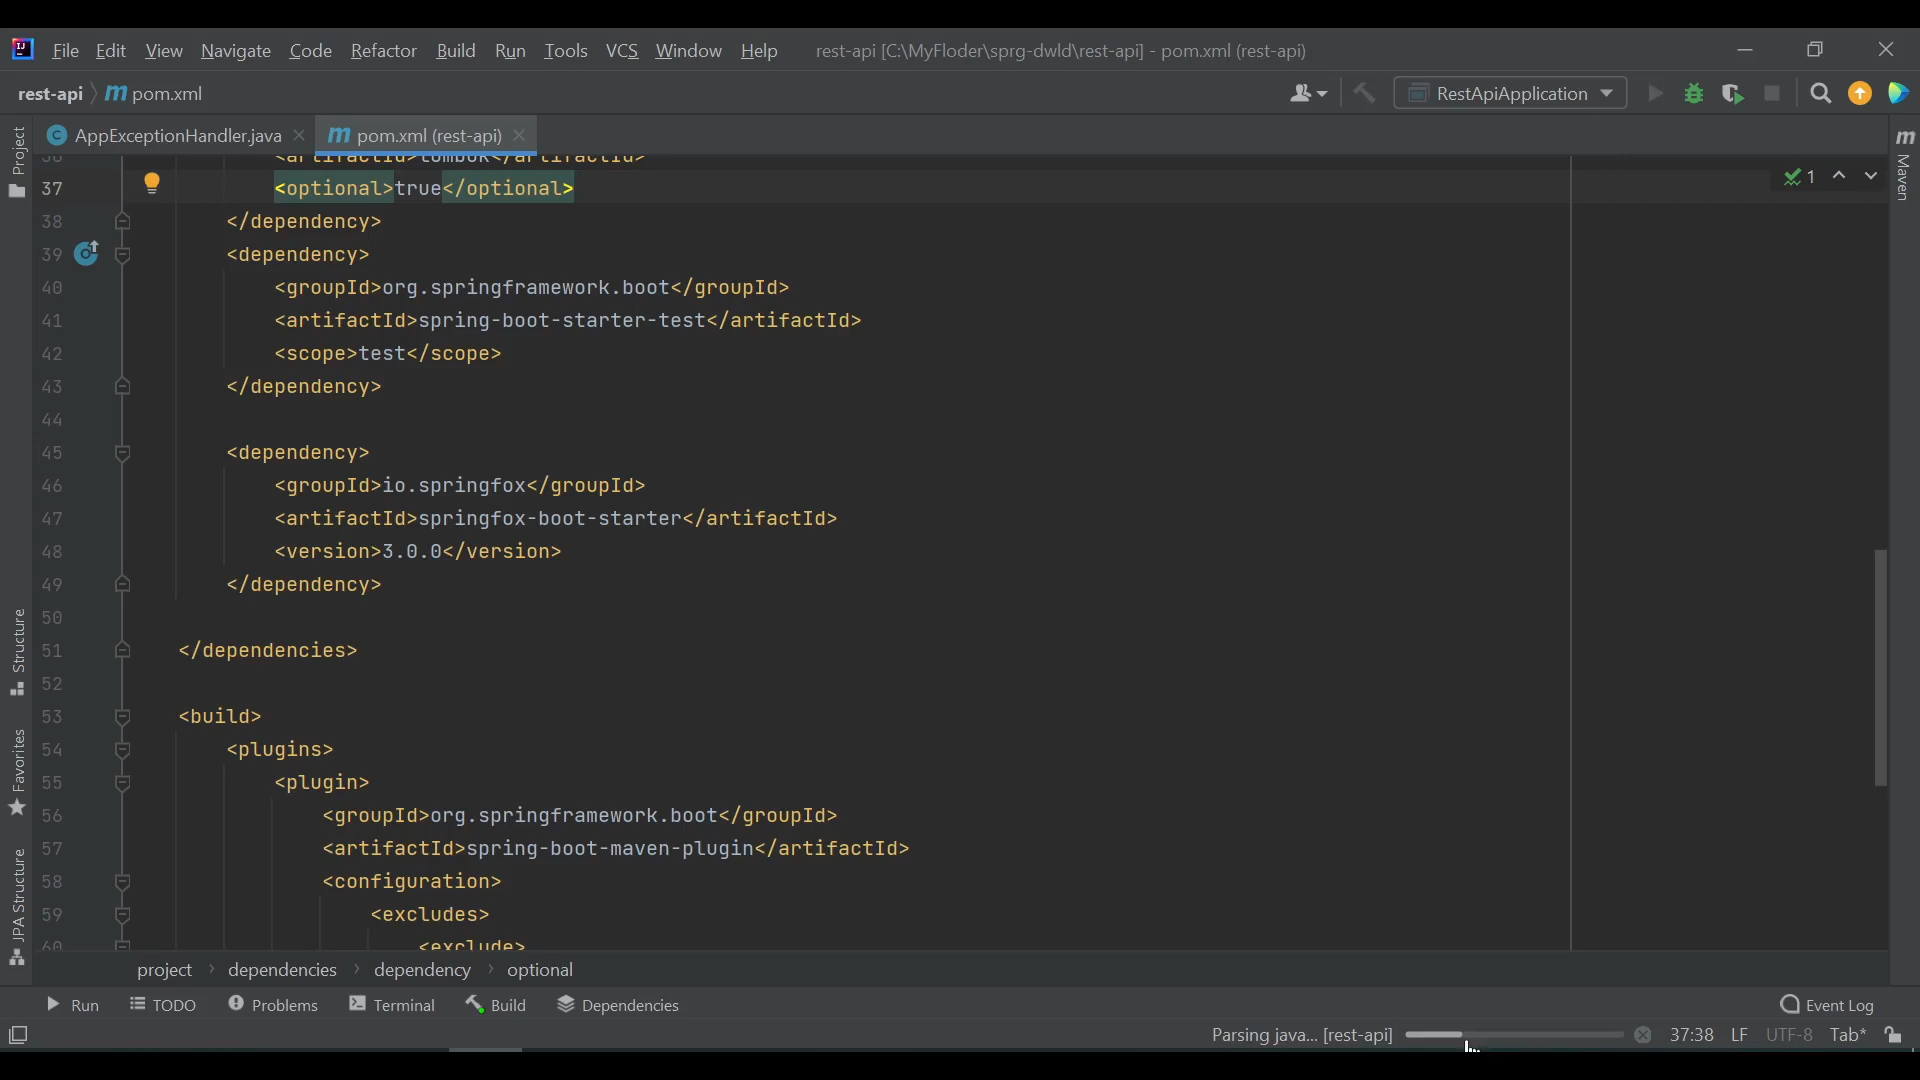 File Edit View Navigate Code Refactor Build Run Tools VCS Window Help rest-api [C:\MyFloder\sprg-dwld\rest-api] - pom.xml (rest-api)
rest-api m pom.xml RestApiApplication
AppExceptionHandler.java m pom.xml (rest-api)
<artifactId>lombok</artifactId>
37 <optional>true</optional> 1
38 </dependency>
39 <dependency>
40 <groupId>org.springframework.boot</groupId>
41 <artifactId>spring-boot-starter-test</artifactId>
42 <scope>test</scope>
43 </dependency>
44
45 <dependency>
46 <groupId>io.springfox</groupId>
47 <artifactId>springfox-boot-starter</artifactId>
48 <version>3.0.0</version>
49 </dependency>
50
51 </dependencies>
52
53 <build>
54 <plugins>
55 <plugin>
56 <groupId>org.springframework.boot</groupId>
57 <artifactId>spring-boot-maven-plugin</artifactId>
58 <configuration>
59 <excludes>
60 <exclude>
Project
Structure
Favorites
JPA Structure
m Maven
project dependencies dependency optional
Run TODO Problems Terminal Build Dependencies Event Log
Parsing java... [rest-api] 37:38 LF UTF-8 Tab*